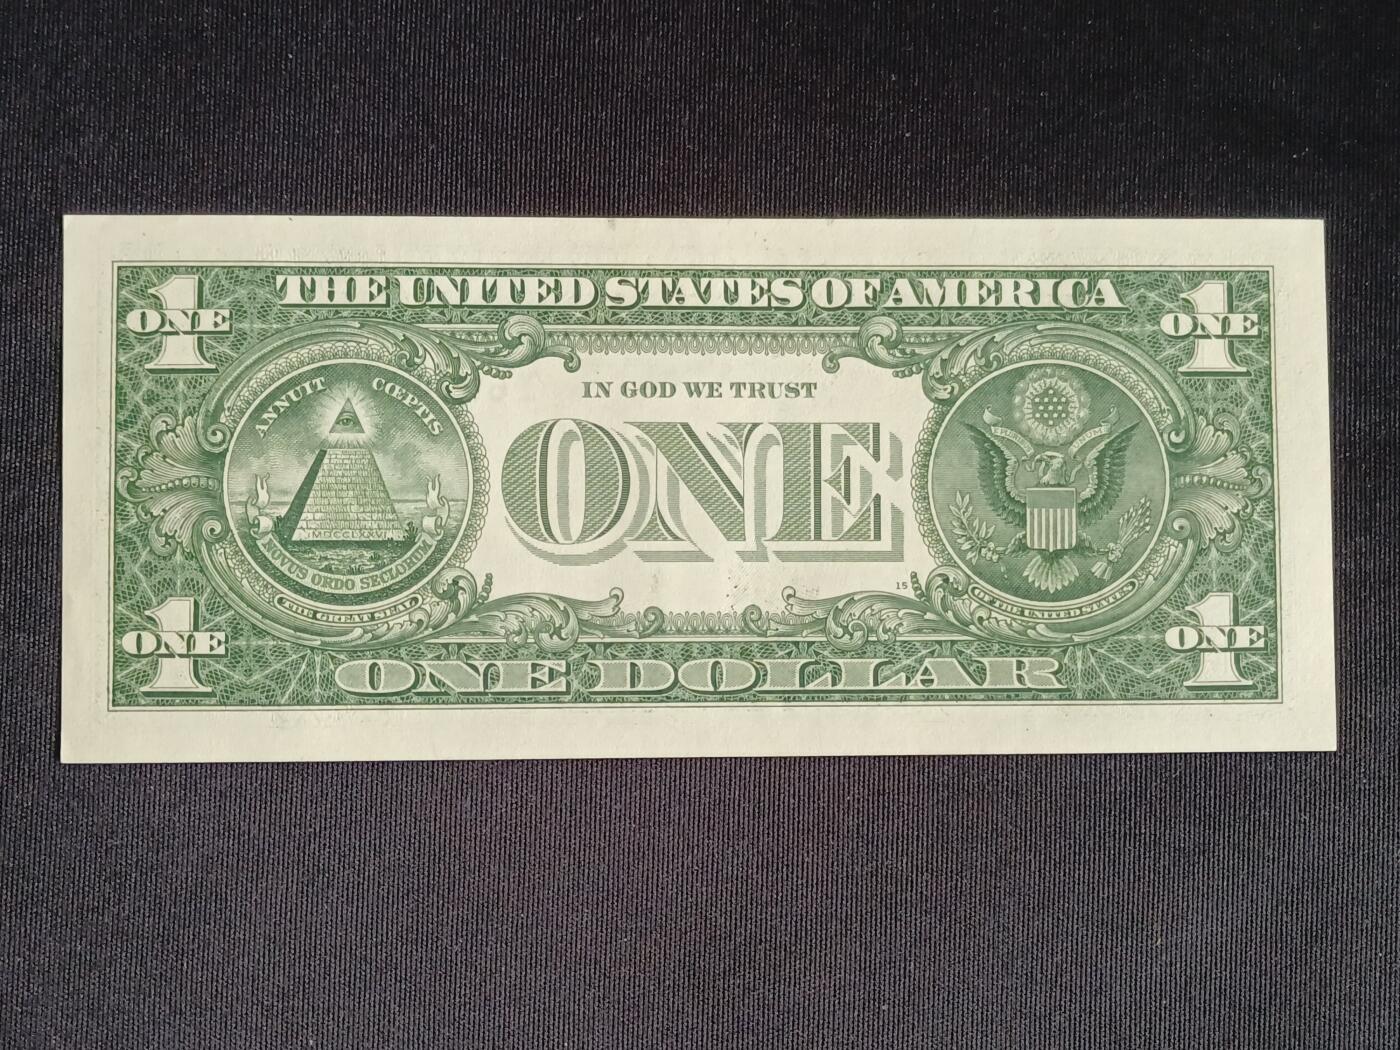 THE UNITED STATES OF AMERICA
1
ONE
1
ONE
IN GOD WE TRUST
ANNUIT CŒPTIS
ONE
MDCCLXXVI
NOVUS ORDO SECLORUM
THE GREAT SEAL
OF THE UNITED STATES
15
1
ONE
1
ONE
ONE DOLLAR